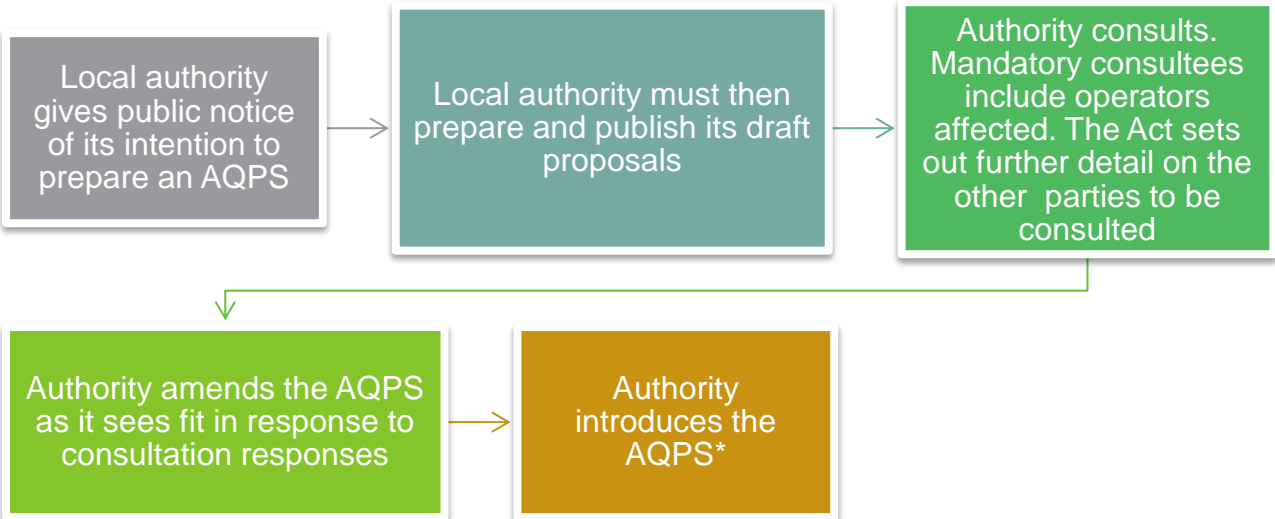 Local authority
gives public notice
of its intention to
prepare an AQPS
Local authority must then
prepare and publish its draft
proposals
Authority consults.
Mandatory consultees
include operators
affected. The Act sets
out further detail on the
other  parties to be
consulted
Authority amends the AQPS
as it sees fit in response to
consultation responses
Authority
introduces the
AQPS*